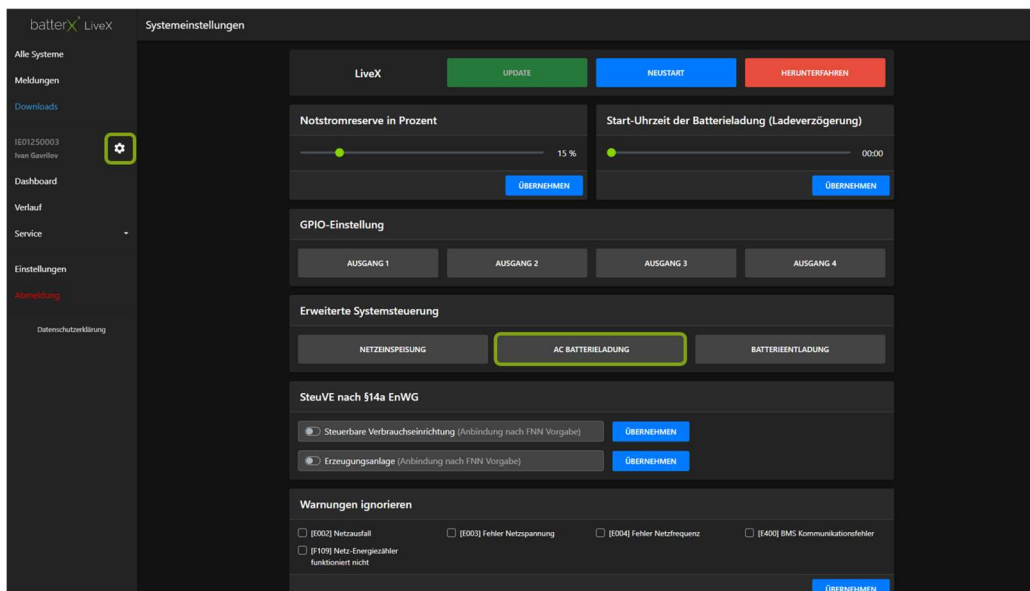 batterX LiveX
Systemeinstellungen
Alle Systeme
Meldungen
Downloads
IE01250003
Ivan Gavrilov
Dashboard
Verlauf
Service
Einstellungen
Abmeldung
Datenschutzerklärung
LiveX
UPDATE
NEUSTART
HERUNTERFAHREN
Notstromreserve in Prozent
15 %
ÜBERNEHMEN
Start-Uhrzeit der Batterieladung (Ladeverzögerung)
00:00
ÜBERNEHMEN
GPIO-Einstellung
AUSGANG 1
AUSGANG 2
AUSGANG 3
AUSGANG 4
Erweiterte Systemsteuerung
NETZEINSPEISUNG
AC BATTERIELADUNG
BATTERIEENTLADUNG
SteuVE nach §14a EnWG
Steuerbare Verbrauchseinrichtung (Anbindung nach FNN Vorgabe)
ÜBERNEHMEN
Erzeugungsanlage (Anbindung nach FNN Vorgabe)
ÜBERNEHMEN
Warnungen ignorieren
[E002] Netzausfall
[E003] Fehler Netzspannung
[E004] Fehler Netzfrequenz
[E400] BMS Kommunikationsfehler
[F109] Netz-Energiezähler
funktioniert nicht
ÜBERNEHMEN